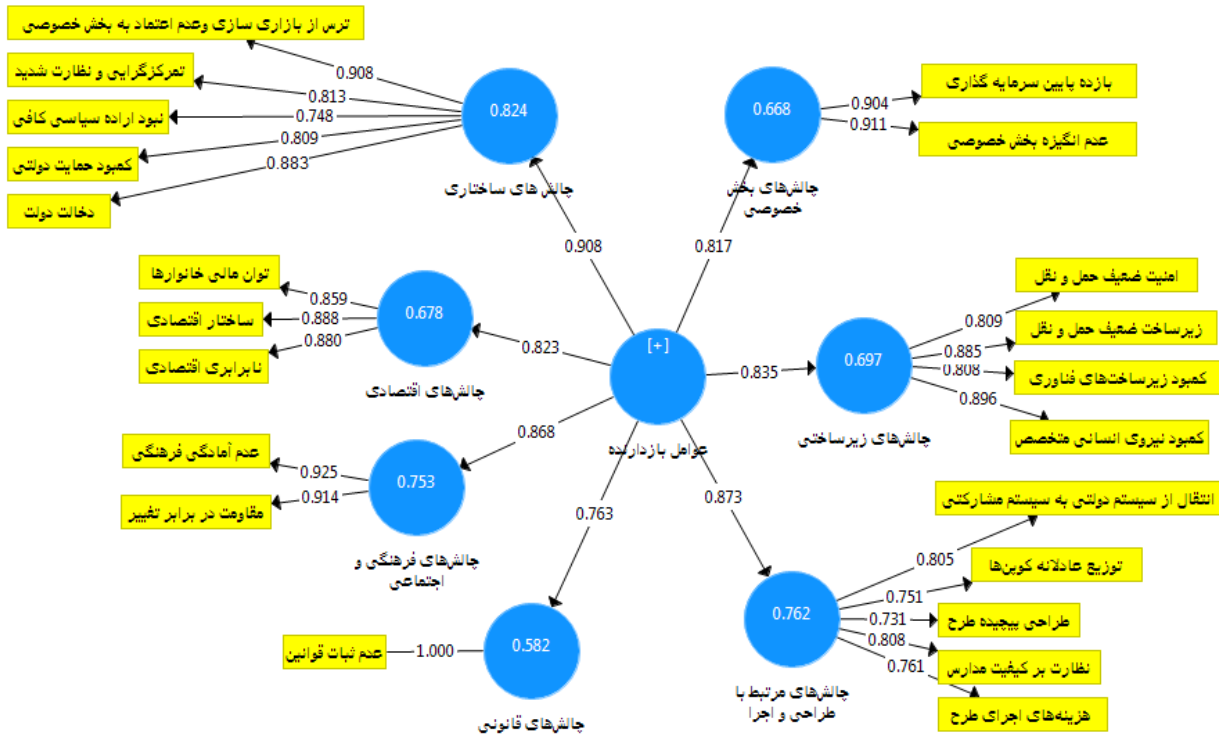 ترس از بازاری سازی وعدم اعتماد به بخش خصوصی
تمرکزگرایی و نظارت شدید
نبود اراده سیاسی کافی
کمبود حمایت دولتی
دخالت دولت
0.908
0.813
0.748
0.809
0.883
0.824
چالش های ساختاری
0.908
بازده پایین سرمایه گذاری
عدم انگیزه بخش خصوصی
0.904
0.911
0.668
چالش‌های بخش
خصوصی
0.817
توان مالی خانوارها
ساختار اقتصادی
نابرابری اقتصادی
0.859
0.888
0.880
0.678
چالش‌های اقتصادی
0.823
[+]
عوامل بازدارنده
0.835
امنیت ضعیف حمل و نقل
زیرساخت ضعیف حمل و نقل
کمبود زیرساخت‌های فناوری
کمبود نیروی انسانی متخصص
0.809
0.885
0.808
0.896
0.697
چالش‌های زیرساختی
عدم آمادگی فرهنگی
مقاومت در برابر تغییر
0.925
0.914
0.753
چالش‌های فرهنگی و
اجتماعی
0.868
عدم ثبات قوانین
1.000
0.582
چالش‌های قانونی
0.763
انتقال از سیستم دولتی به سیستم مشارکتی
توزیع عادلانه کوپن‌ها
طراحی پیچیده طرح
نظارت بر کیفیت مدارس
هزینه‌های اجرای طرح
0.805
0.751
0.731
0.808
0.761
0.762
چالش‌های مرتبط با
طراحی و اجرا
0.873